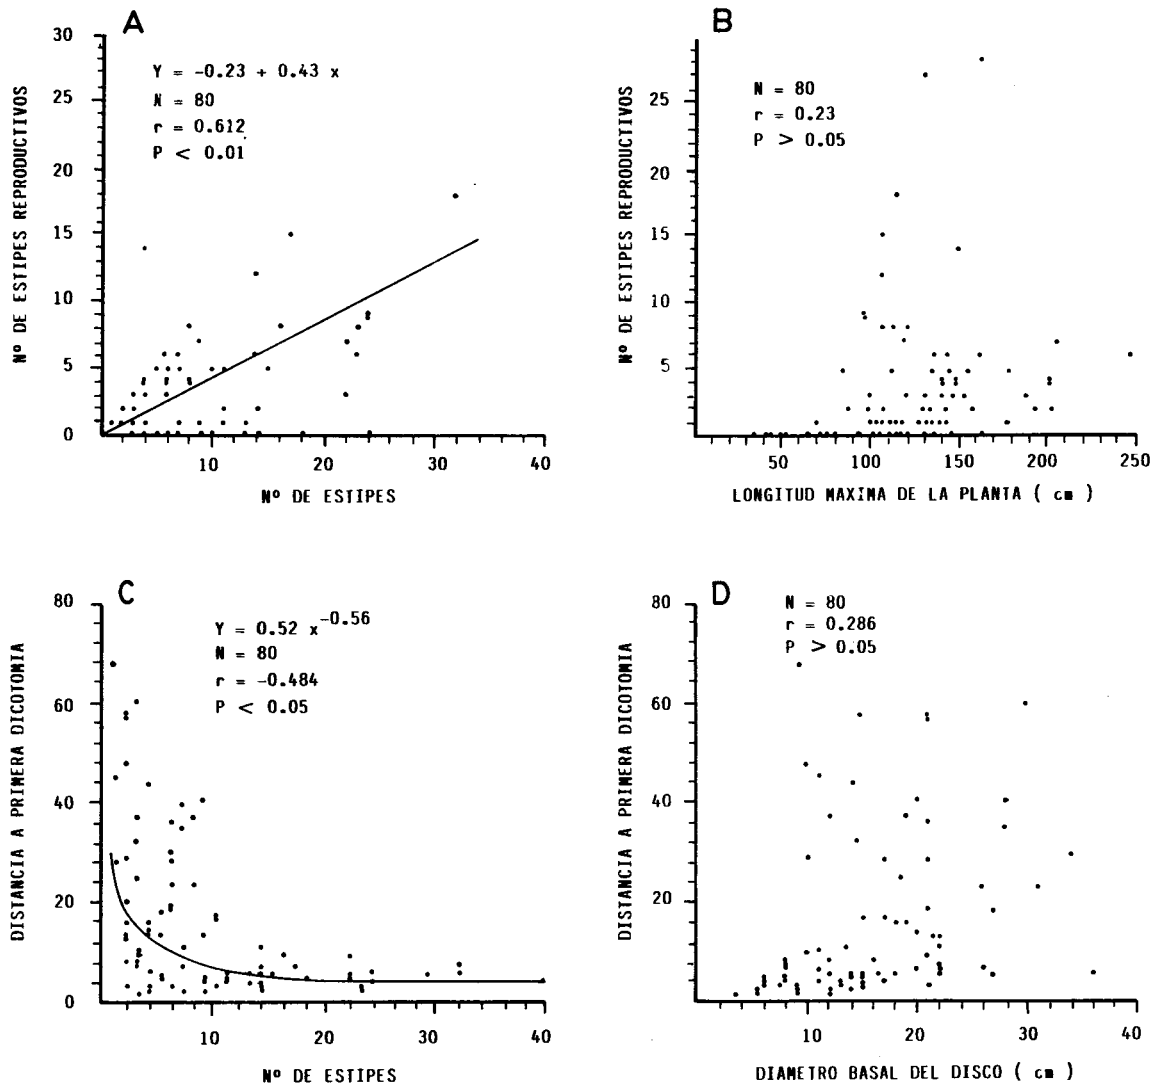 A
30
25
20
15
10
5
0
Nº DE ESTIPES REPRODUCTIVOS
Y = -0.23 + 0.43 x
N = 80
r = 0.612
P < 0.01
10
20
30
40
Nº DE ESTIPES
B
25
20
15
10
5
Nº DE ESTIPES REPRODUCTIVOS
N = 80
r = 0.23
P > 0.05
50
100
150
200
250
LONGITUD MAXIMA DE LA PLANTA ( cm )
C
80
60
40
20
0
DISTANCIA A PRIMERA DICOTOMIA
Y = 0.52 x^-0.56
N = 80
r = -0.484
P < 0.05
10
20
30
40
Nº DE ESTIPES
D
80
60
40
20
0
DISTANCIA A PRIMERA DICOTOMIA
N = 80
r = 0.286
P > 0.05
10
20
30
40
DIAMETRO BASAL DEL DISCO ( cm )